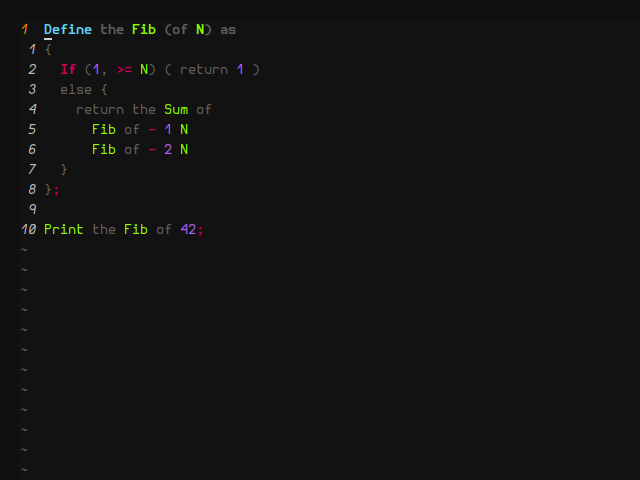 1 Define the Fib (of N) as
1 {
2 If (1, >= N) ( return 1 )
3 else {
4 return the Sum of
5 Fib of - 1 N
6 Fib of - 2 N
7 }
8 };
9
10 Print the Fib of 42;
~
~
~
~
~
~
~
~
~
~
~
~